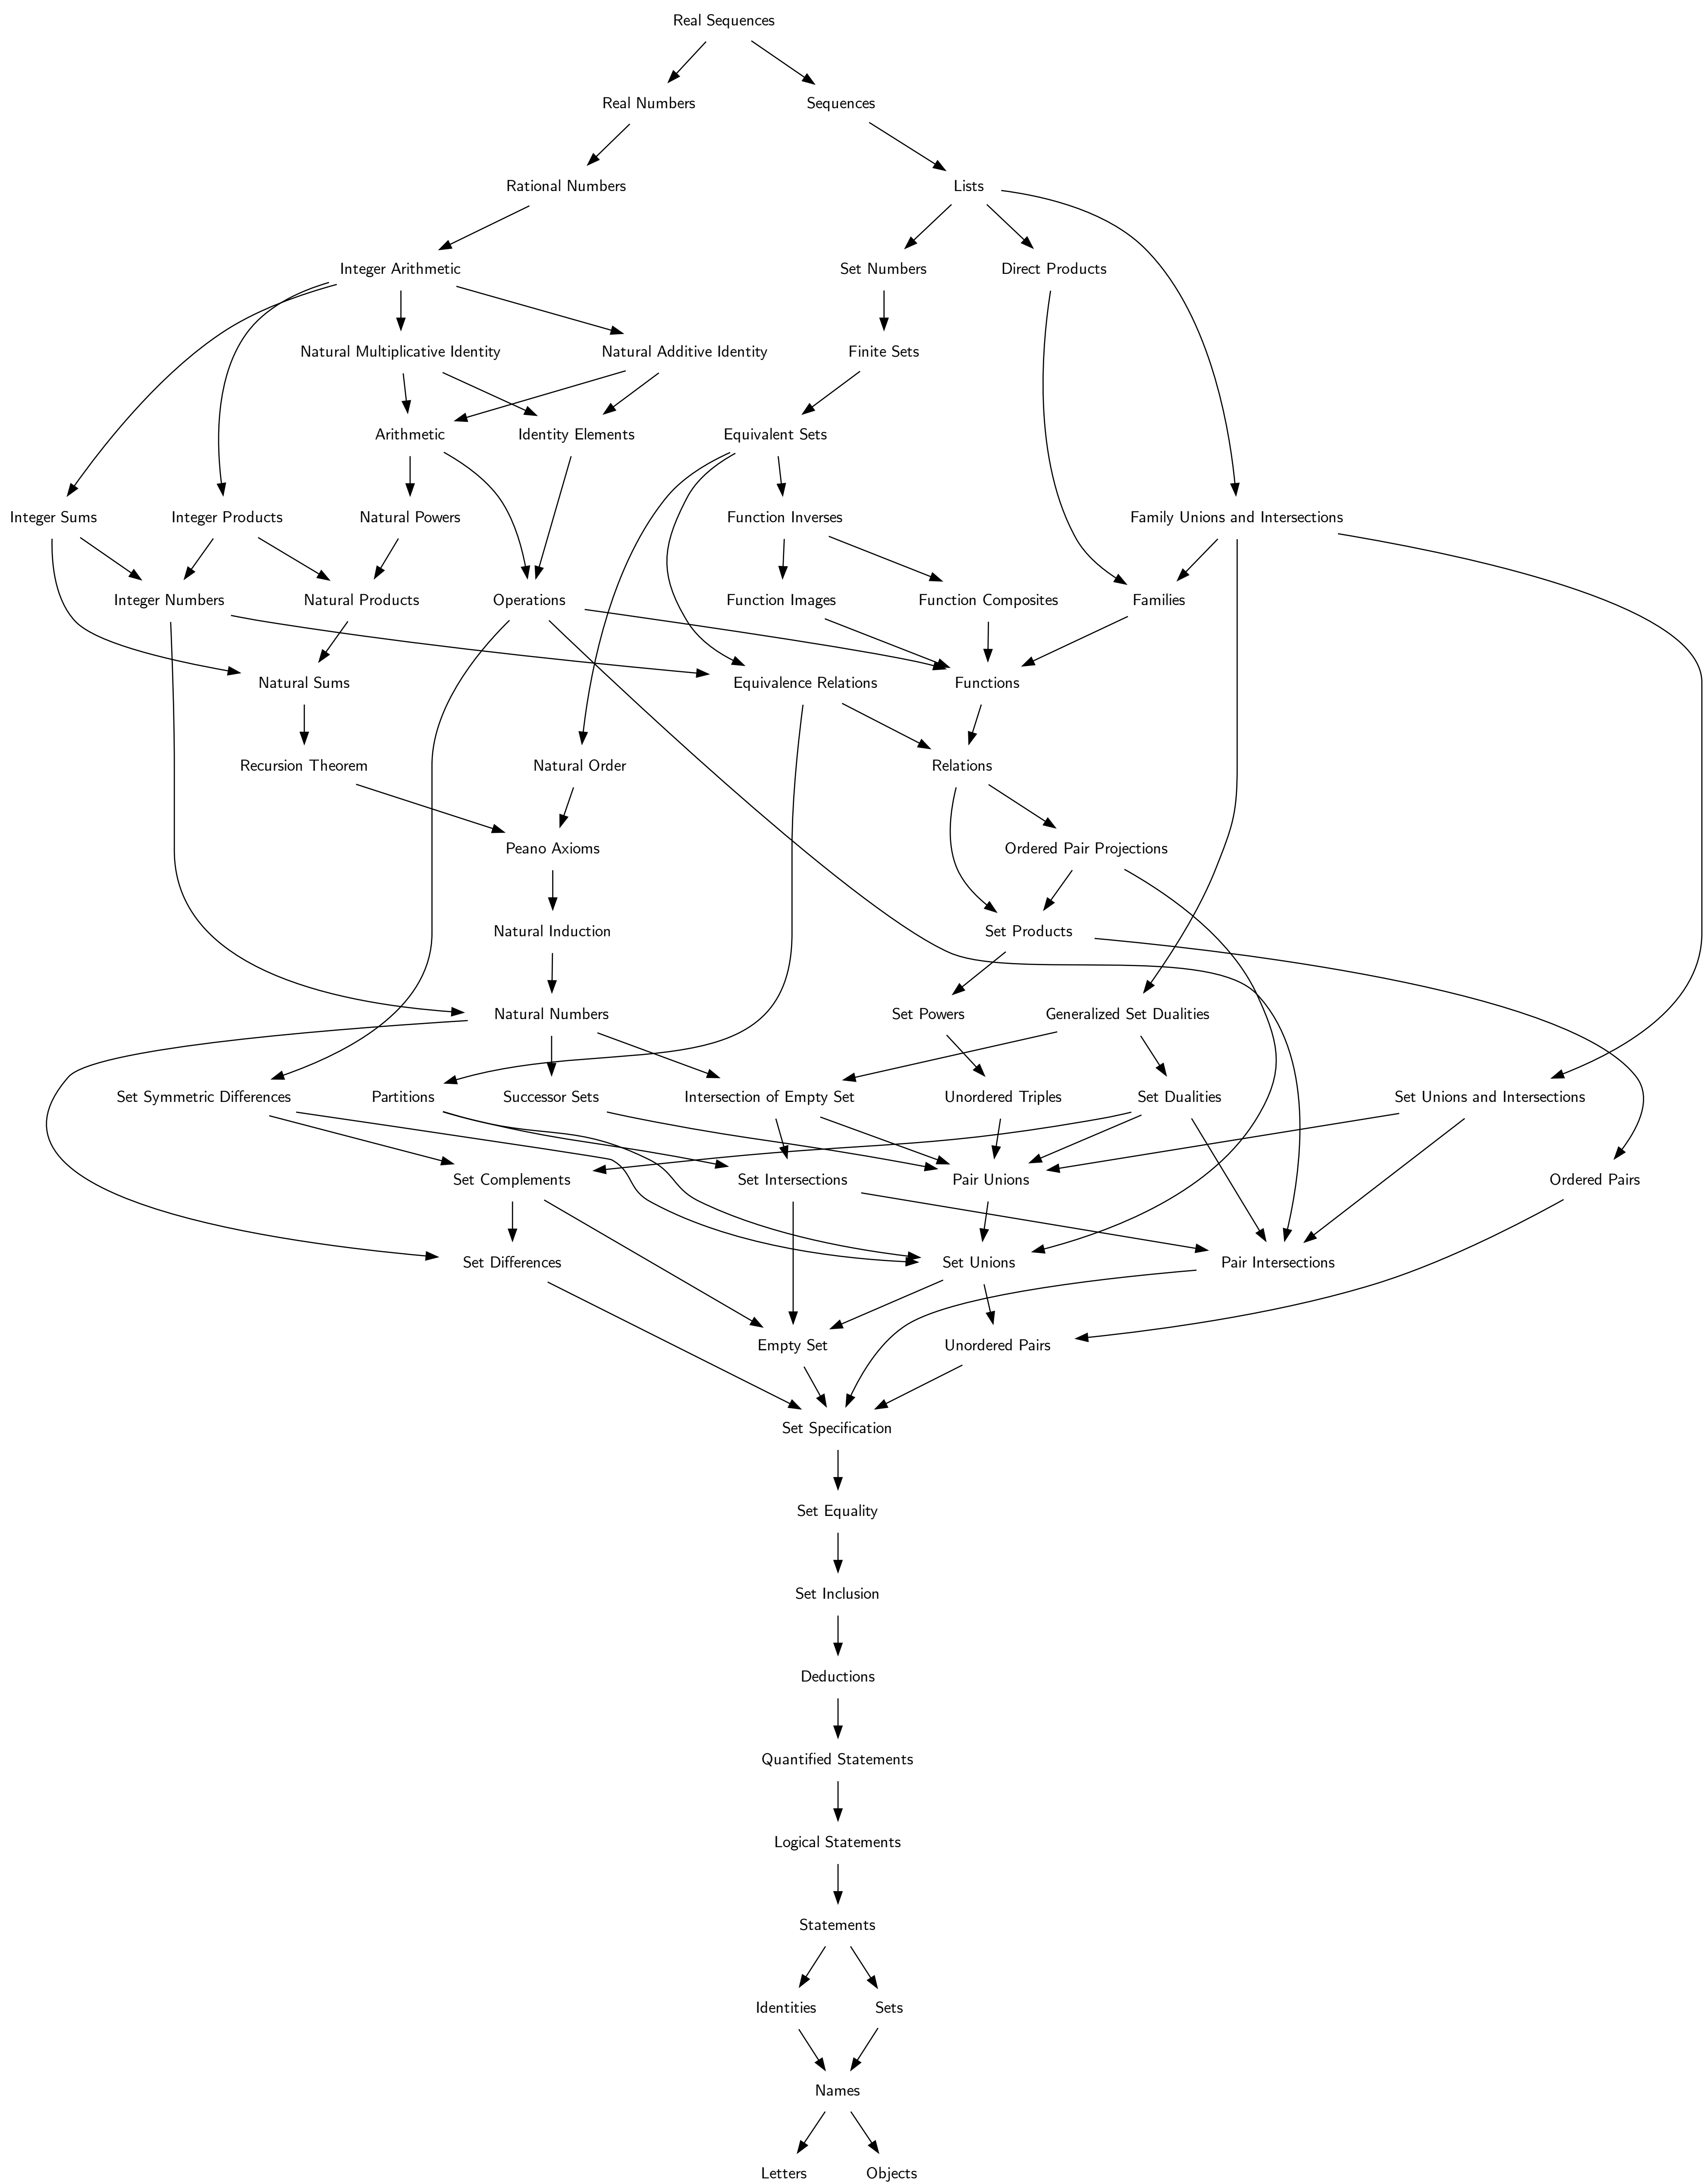 Real Sequences
Real Numbers
Sequences
Rational Numbers
Lists
Integer Arithmetic
Set Numbers
Direct Products
Natural Multiplicative Identity
Natural Additive Identity
Finite Sets
Arithmetic
Identity Elements
Equivalent Sets
Integer Sums
Integer Products
Natural Powers
Function Inverses
Family Unions and Intersections
Integer Numbers
Natural Products
Operations
Function Images
Function Composites
Families
Natural Sums
Equivalence Relations
Functions
Recursion Theorem
Natural Order
Relations
Peano Axioms
Ordered Pair Projections
Natural Induction
Set Products
Natural Numbers
Set Powers
Generalized Set Dualities
Set Symmetric Differences
Partitions
Successor Sets
Intersection of Empty Set
Unordered Triples
Set Dualities
Set Unions and Intersections
Set Complements
Set Intersections
Pair Unions
Ordered Pairs
Set Differences
Set Unions
Pair Intersections
Empty Set
Unordered Pairs
Set Specification
Set Equality
Set Inclusion
Deductions
Quantified Statements
Logical Statements
Statements
Identities
Sets
Names
Letters
Objects